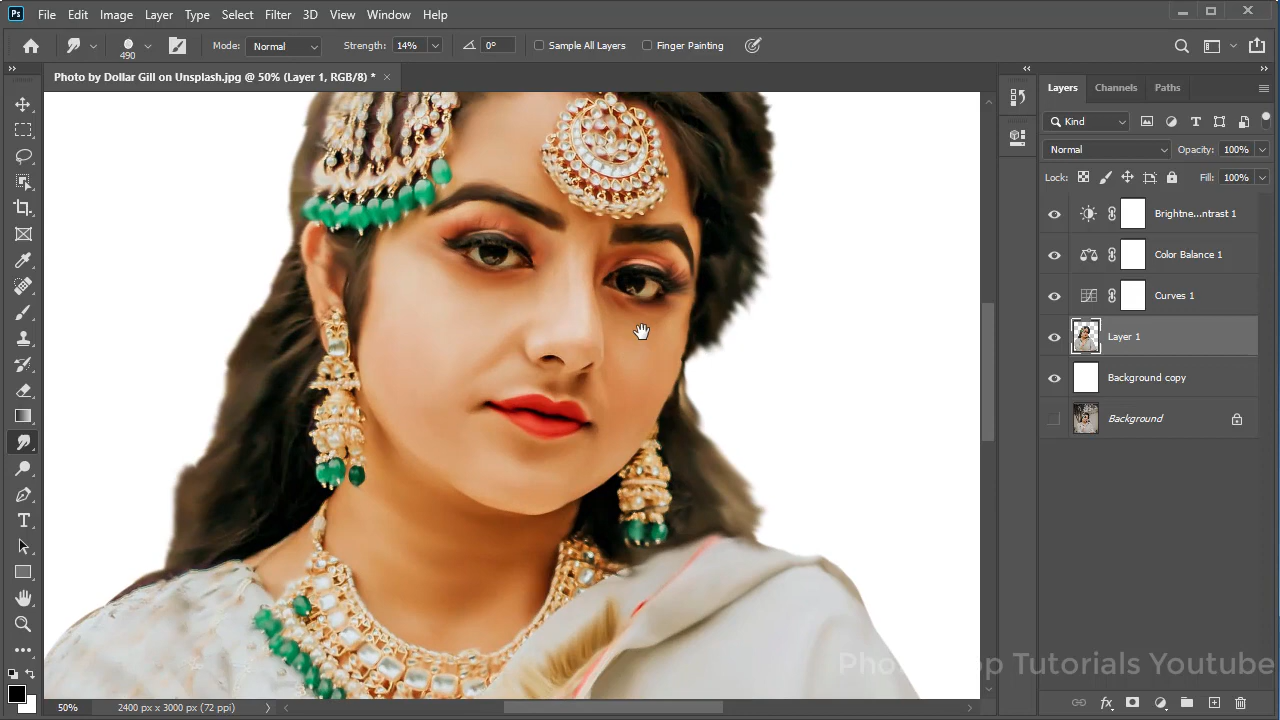 Ps File Edit Image Layer Type Select Filter 3D View Window Help
490 Mode: Normal Strength: 14% 0° Sample All Layers Finger Painting
Photo by Dollar Gill on Unsplash.jpg @ 50% (Layer 1, RGB/8) * ×
Layers Channels Paths
Kind
Normal Opacity: 100%
Lock: Fill: 100%
Brightne...ntrast 1
Color Balance 1
Curves 1
Layer 1
Background copy
Background
Photoshop Tutorials Youtube
50% 2400 px x 3000 px (72 ppi)